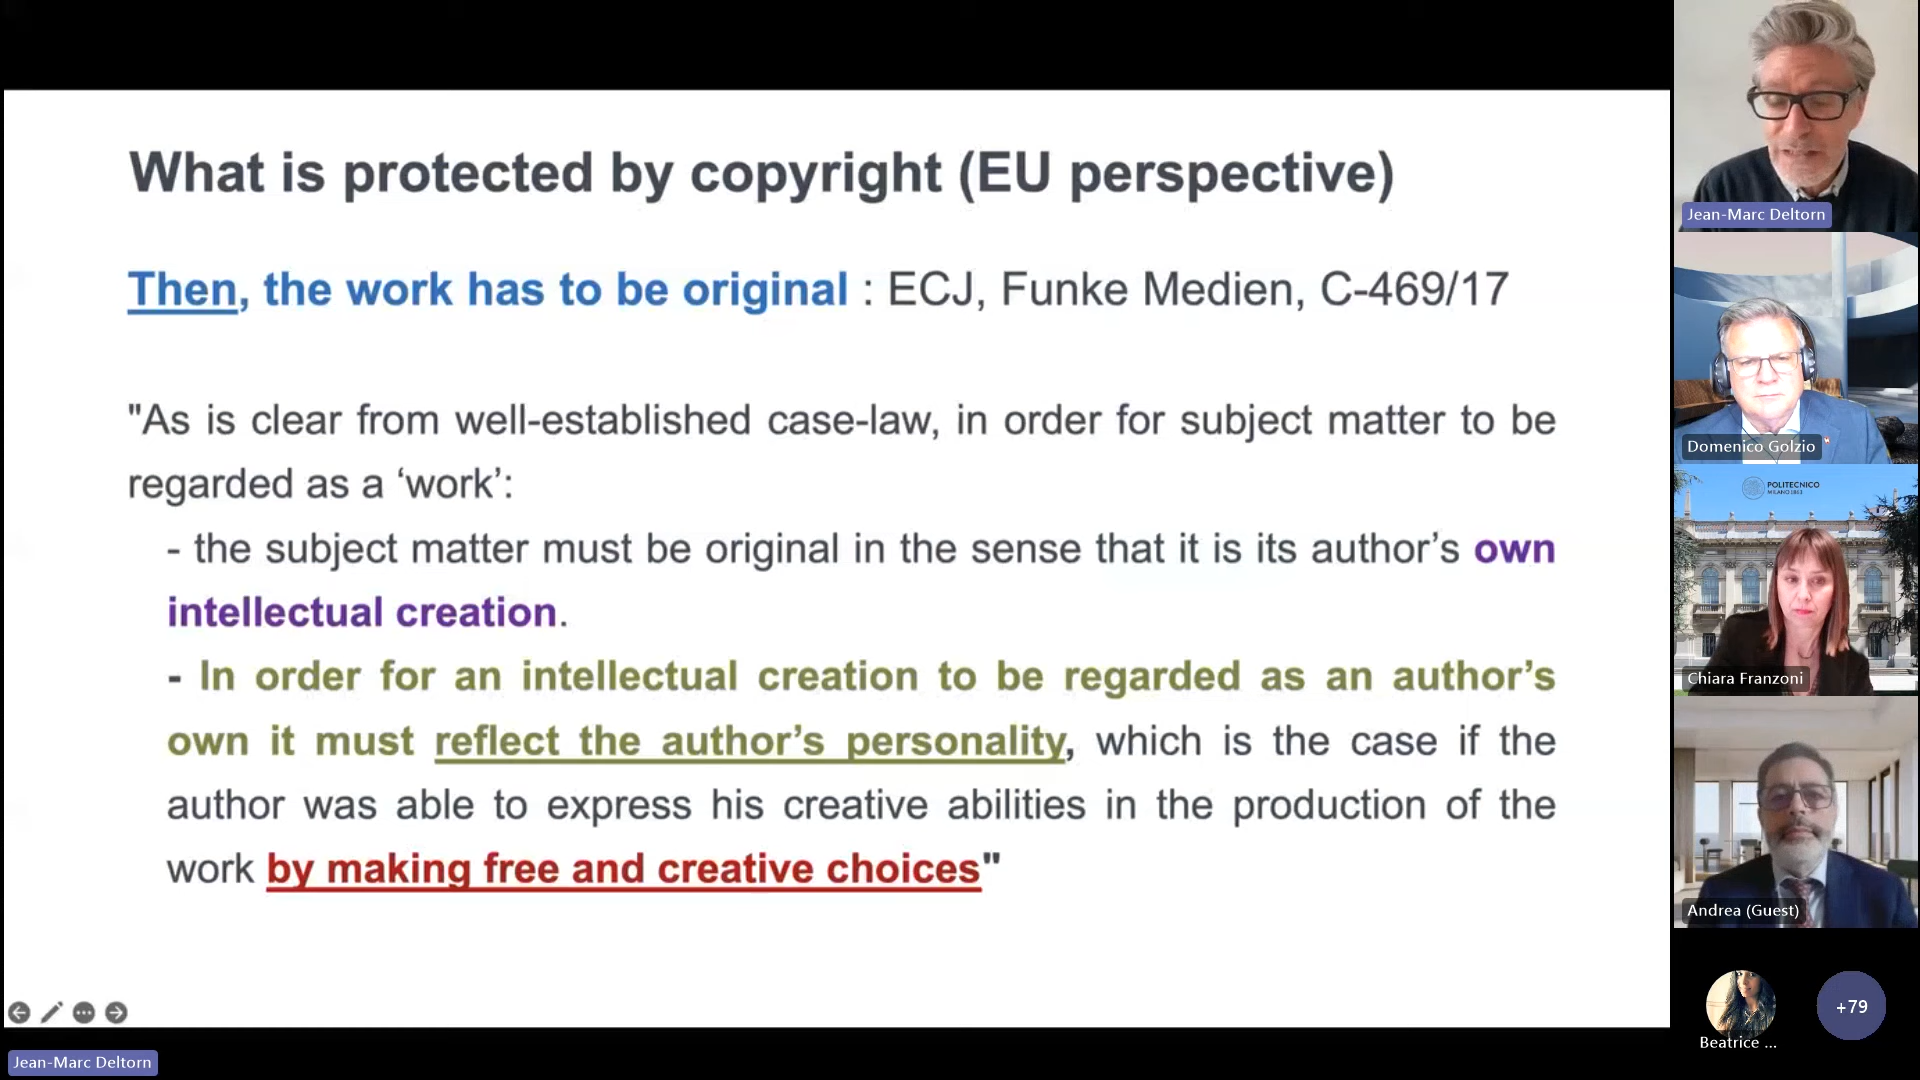 What is protected by copyright (EU perspective)
Then, the work has to be original : ECJ, Funke Medien, C-469/17
"As is clear from well-established case-law, in order for subject matter to be
regarded as a ‘work’:
- the subject matter must be original in the sense that it is its author’s own
intellectual creation.
- In order for an intellectual creation to be regarded as an author’s
own it must reflect the author’s personality, which is the case if the
author was able to express his creative abilities in the production of the
work by making free and creative choices"
Jean-Marc Deltorn
Jean-Marc Deltorn
Domenico Golzio
POLITECNICO
MILANO 1863
Chiara Franzoni
Andrea (Guest)
Beatrice ...
+79